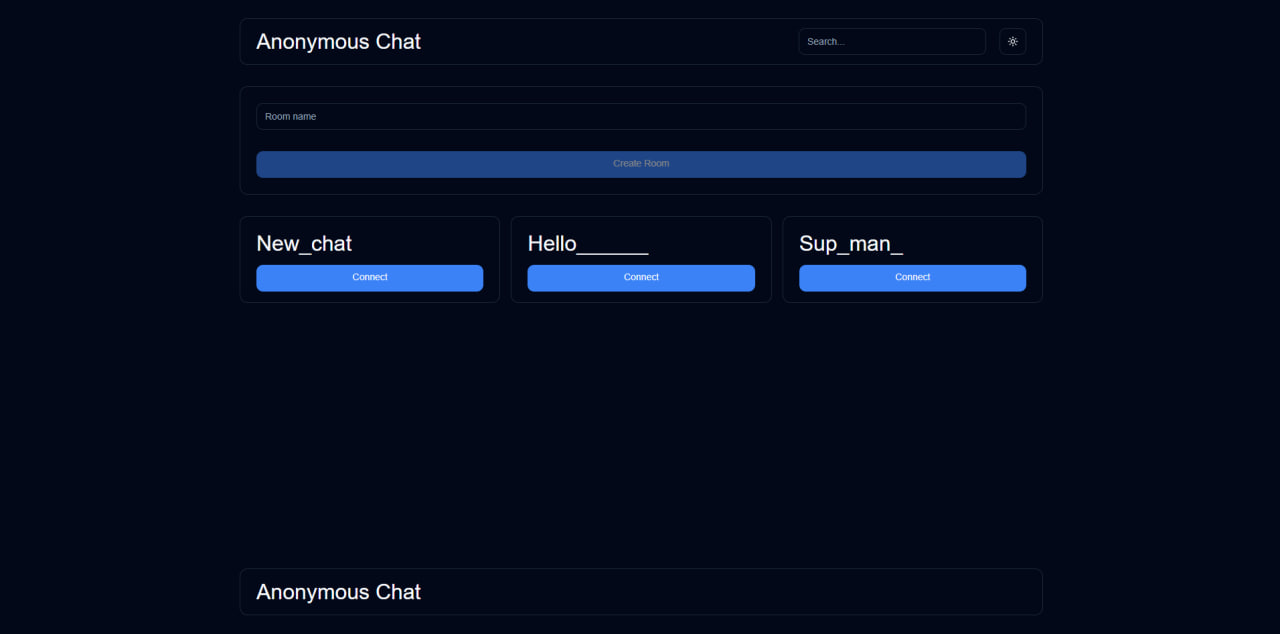 Anonymous Chat
Search...
Room name
Create Room
New_chat
Hello______
Sup_man_
Connect
Connect
Connect
Anonymous Chat